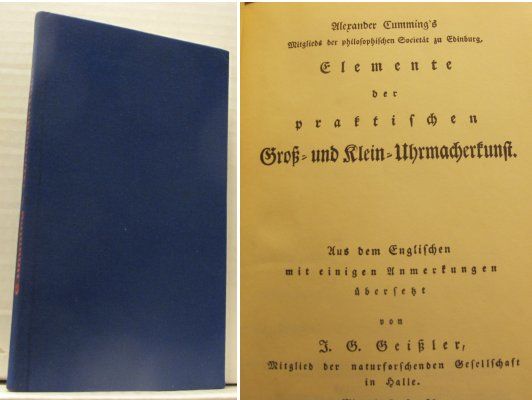 Alexander Cumming's
Mitglieds der philosophischen Societät zu Edinburg,
Elemente
der
praktischen
Groß- und Klein-Uhrmacherkunst.
Aus dem Englischen
mit einigen Anmerkungen
übersetzt
von
J. G. Geißler,
Mitglied der naturforschenden Gesellschaft
in Halle.